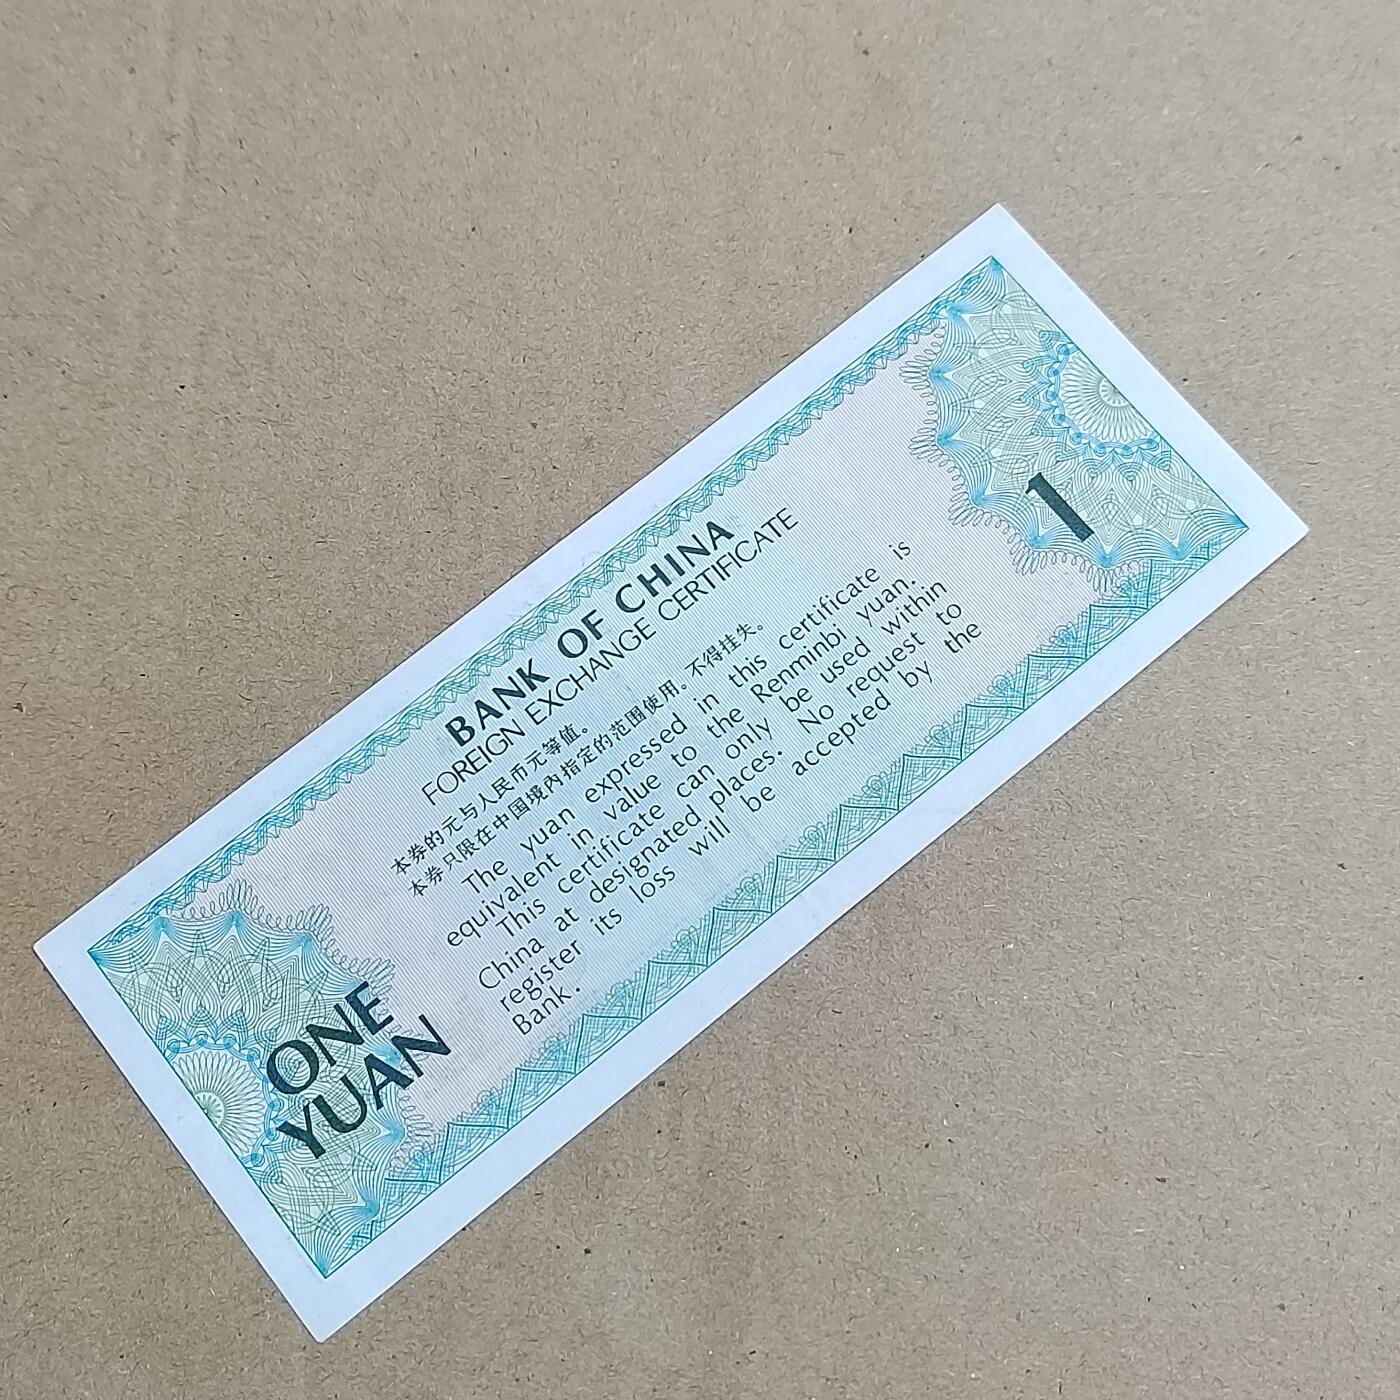 BANK OF CHINA
FOREIGN EXCHANGE CERTIFICATE
本券的元与人民币元等值。
本券只限在中国境内指定的范围使用。不得挂失。
The yuan expressed in this certificate is
equivalent in value to the Renminbi yuan.
This certificate can only be used within
China at designated places. No request to
register its loss will be accepted by the
Bank.
ONE
YUAN
1